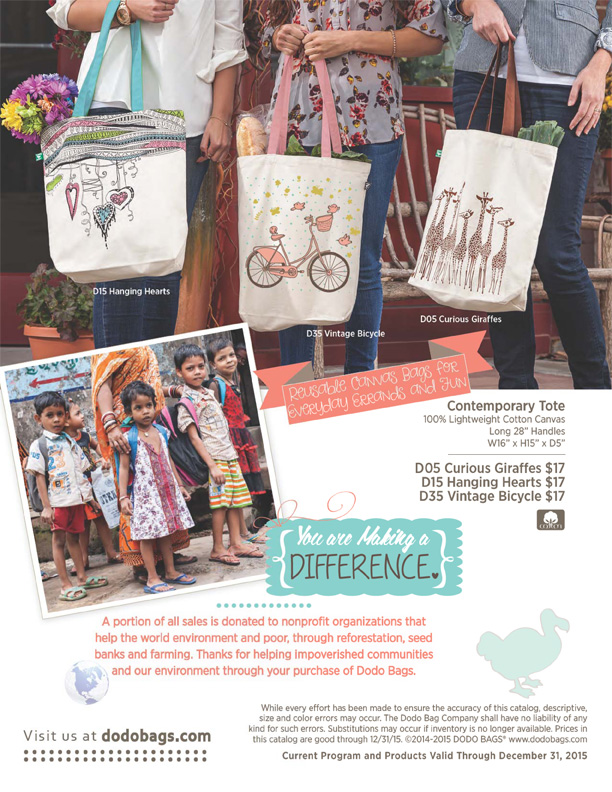 D15 Hanging Hearts
D35 Vintage Bicycle
D05 Curious Giraffes
Reusable Canvas Bags for
Everyday Errands and Fun
Contemporary Tote
100% Lightweight Cotton Canvas
Long 28" Handles
W16" x H15" x D5"
D05 Curious Giraffes $17
D15 Hanging Hearts $17
D35 Vintage Bicycle $17
COTTON
You are Making a
DIFFERENCE.
A portion of all sales is donated to nonprofit organizations that
help the world environment and poor, through reforestation, seed
banks and farming. Thanks for helping impoverished communities
and our environment through your purchase of Dodo Bags.
While every effort has been made to ensure the accuracy of this catalog, descriptive,
size and color errors may occur. The Dodo Bag Company shall have no liability of any
kind for such errors. Substitutions may occur if inventory is no longer available. Prices in
this catalog are good through 12/31/15. ©2014-2015 DODO BAGS® www.dodobags.com
Visit us at dodobags.com
Current Program and Products Valid Through December 31, 2015